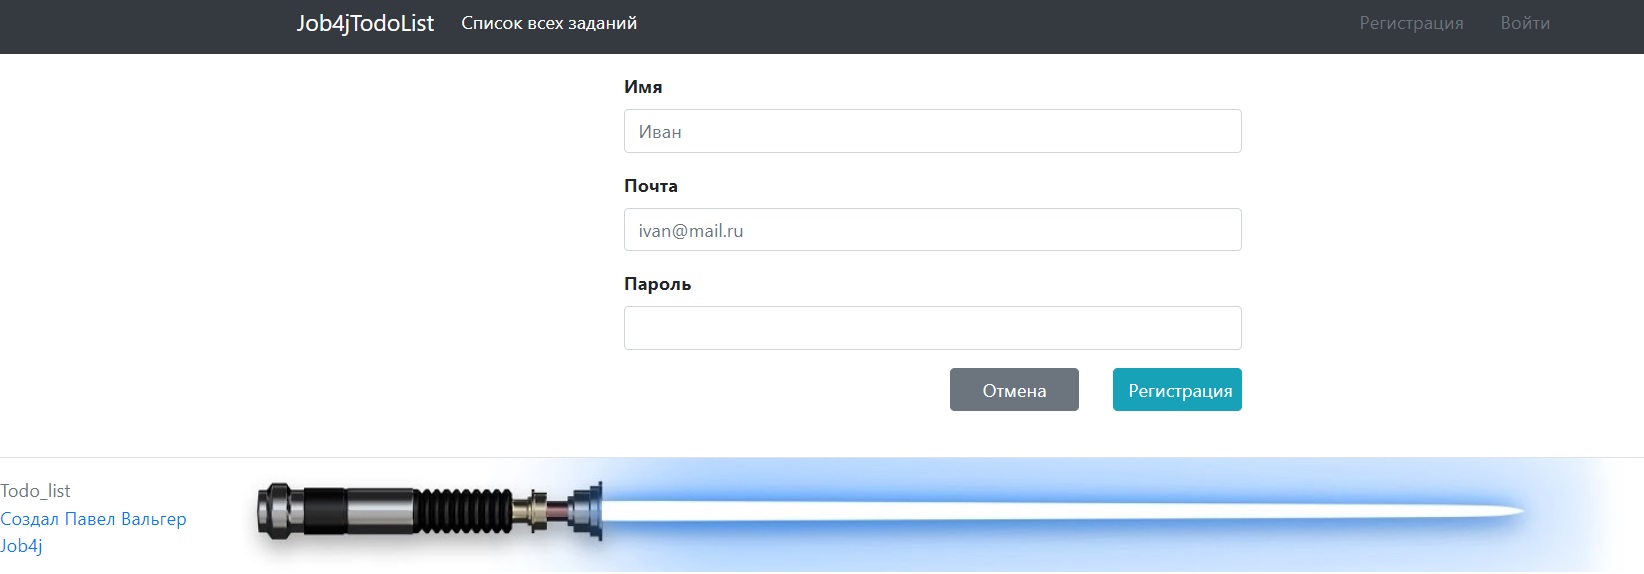 Job4jTodoList Список всех заданий Регистрация Войти
Имя
Иван
Почта
ivan@mail.ru
Пароль
Отмена Регистрация
Todo_list
Создал Павел Вальгер
Job4j